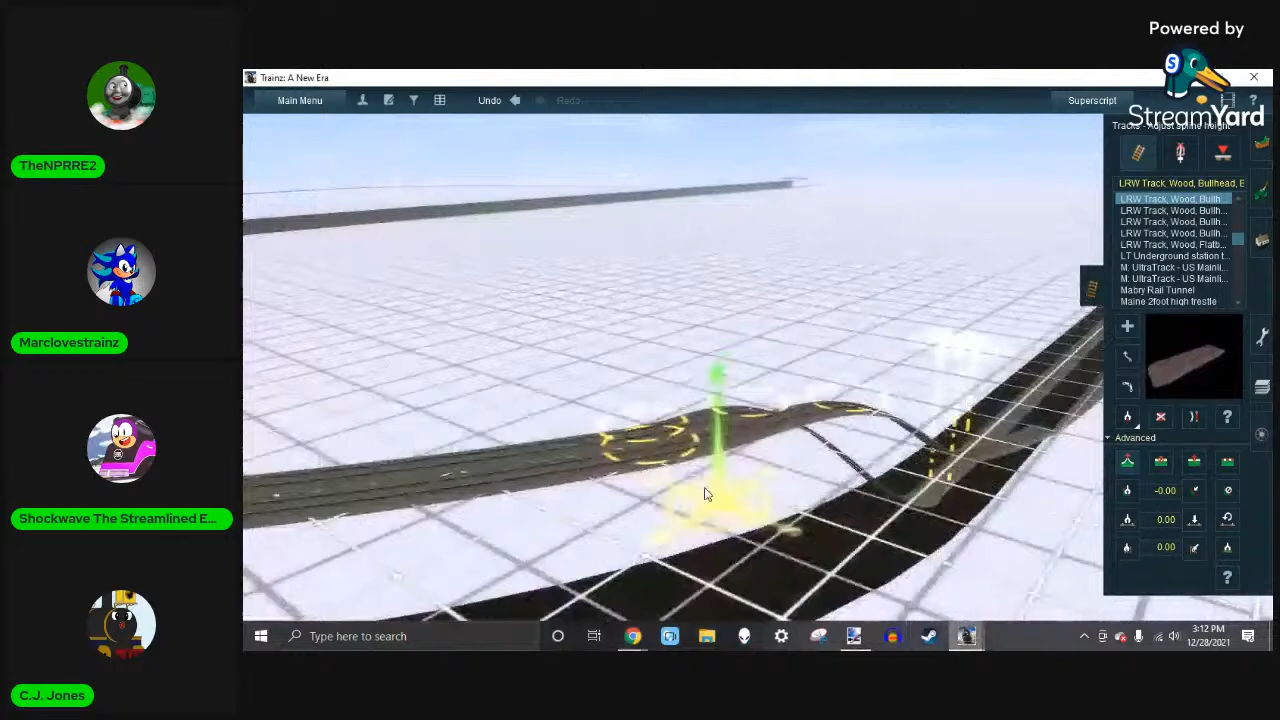 Powered by
StreamYard
TheNPRRE2
Marclovestrainz
Shockwave The Streamlined E...
C.J. Jones
Trainz: A New Era
Main Menu
Undo
Redo
Superscript
?
Tracks - Adjust spline height
LRW Track, Wood, Bullhead, B
LRW Track, Wood, Bullh...
LRW Track, Wood, Bullh...
LRW Track, Wood, Bullh...
LRW Track, Wood, Bullh...
LRW Track, Wood, Flatb...
LT Underground station t...
M: UltraTrack - US Mainli...
M: UltraTrack - US Mainli...
Mabry Rail Tunnel
Maine 2foot high trestle
?
Advanced
-0.00
0.00
0.00
?
Type here to search
3:12 PM
12/28/2021